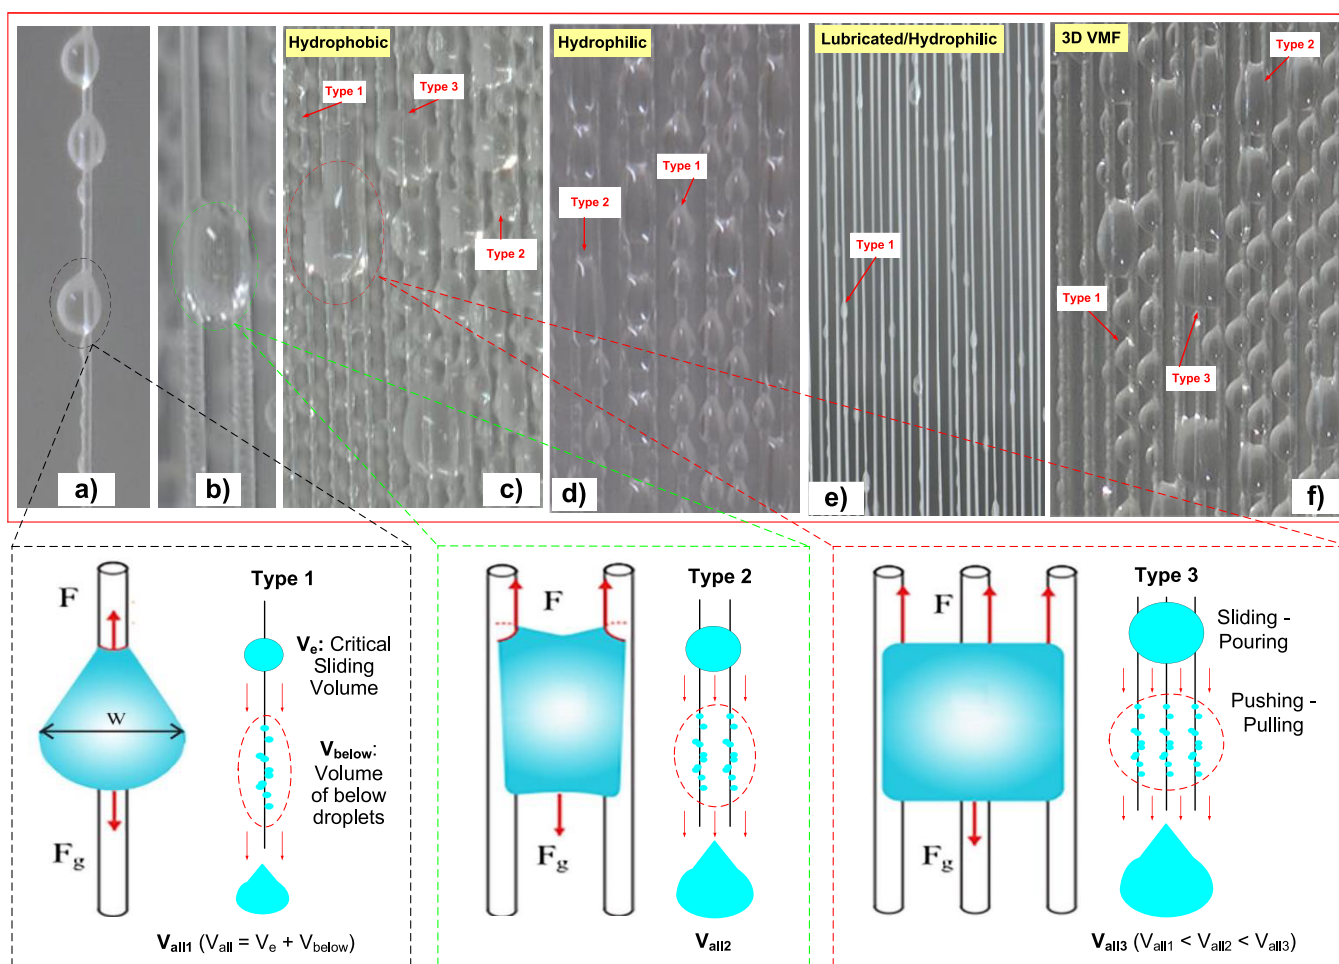 Hydrophobic
Type 1
Type 3
Type 2
Hydrophilic
Type 1
Type 2
Lubricated/Hydrophilic
Type 1
3D VMF
Type 2
Type 1
Type 3
a)
b)
c)
d)
e)
f)
Type 1
F
Ve: Critical
Sliding
Volume
W
Vbelow:
Volume
of below
droplets
Fg
Vall1 (Vall = Ve + Vbelow)
Type 2
F
Fg
Vall2
Type 3
F
Sliding -
Pouring
Pushing -
Pulling
Fg
Vall3 (Vall1 < Vall2 < Vall3)